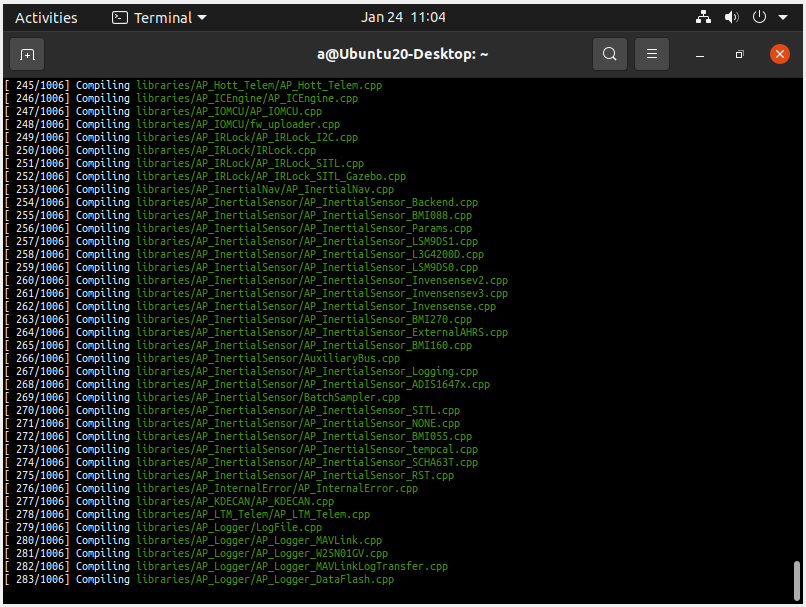 Activities Terminal Jan 24 11:04
a@Ubuntu20-Desktop: ~
[ 245/1006] Compiling libraries/AP_Hott_Telem/AP_Hott_Telem.cpp
[ 246/1006] Compiling libraries/AP_ICEngine/AP_ICEngine.cpp
[ 247/1006] Compiling libraries/AP_IOMCU/AP_IOMCU.cpp
[ 248/1006] Compiling libraries/AP_IOMCU/fw_uploader.cpp
[ 249/1006] Compiling libraries/AP_IRLock/AP_IRLock_I2C.cpp
[ 250/1006] Compiling libraries/AP_IRLock/IRLock.cpp
[ 251/1006] Compiling libraries/AP_IRLock/AP_IRLock_SITL.cpp
[ 252/1006] Compiling libraries/AP_IRLock/AP_IRLock_SITL_Gazebo.cpp
[ 253/1006] Compiling libraries/AP_InertialNav/AP_InertialNav.cpp
[ 254/1006] Compiling libraries/AP_InertialSensor/AP_InertialSensor_Backend.cpp
[ 255/1006] Compiling libraries/AP_InertialSensor/AP_InertialSensor_BMI088.cpp
[ 256/1006] Compiling libraries/AP_InertialSensor/AP_InertialSensor_Params.cpp
[ 257/1006] Compiling libraries/AP_InertialSensor/AP_InertialSensor_LSM9DS1.cpp
[ 258/1006] Compiling libraries/AP_InertialSensor/AP_InertialSensor_L3G4200D.cpp
[ 259/1006] Compiling libraries/AP_InertialSensor/AP_InertialSensor_LSM9DS0.cpp
[ 260/1006] Compiling libraries/AP_InertialSensor/AP_InertialSensor_Invensensev2.cpp
[ 261/1006] Compiling libraries/AP_InertialSensor/AP_InertialSensor_Invensensev3.cpp
[ 262/1006] Compiling libraries/AP_InertialSensor/AP_InertialSensor_Invensense.cpp
[ 263/1006] Compiling libraries/AP_InertialSensor/AP_InertialSensor_BMI270.cpp
[ 264/1006] Compiling libraries/AP_InertialSensor/AP_InertialSensor_ExternalAHRS.cpp
[ 265/1006] Compiling libraries/AP_InertialSensor/AP_InertialSensor_BMI160.cpp
[ 266/1006] Compiling libraries/AP_InertialSensor/AuxiliaryBus.cpp
[ 267/1006] Compiling libraries/AP_InertialSensor/AP_InertialSensor_Logging.cpp
[ 268/1006] Compiling libraries/AP_InertialSensor/AP_InertialSensor_ADIS1647x.cpp
[ 269/1006] Compiling libraries/AP_InertialSensor/BatchSampler.cpp
[ 270/1006] Compiling libraries/AP_InertialSensor/AP_InertialSensor_SITL.cpp
[ 271/1006] Compiling libraries/AP_InertialSensor/AP_InertialSensor_NONE.cpp
[ 272/1006] Compiling libraries/AP_InertialSensor/AP_InertialSensor_BMI055.cpp
[ 273/1006] Compiling libraries/AP_InertialSensor/AP_InertialSensor_tempcal.cpp
[ 274/1006] Compiling libraries/AP_InertialSensor/AP_InertialSensor_SCHA63T.cpp
[ 275/1006] Compiling libraries/AP_InertialSensor/AP_InertialSensor_RST.cpp
[ 276/1006] Compiling libraries/AP_InternalError/AP_InternalError.cpp
[ 277/1006] Compiling libraries/AP_KDECAN/AP_KDECAN.cpp
[ 278/1006] Compiling libraries/AP_LTM_Telem/AP_LTM_Telem.cpp
[ 279/1006] Compiling libraries/AP_Logger/LogFile.cpp
[ 280/1006] Compiling libraries/AP_Logger/AP_Logger_MAVLink.cpp
[ 281/1006] Compiling libraries/AP_Logger/AP_Logger_W25N01GV.cpp
[ 282/1006] Compiling libraries/AP_Logger/AP_Logger_MAVLinkLogTransfer.cpp
[ 283/1006] Compiling libraries/AP_Logger/AP_Logger_DataFlash.cpp